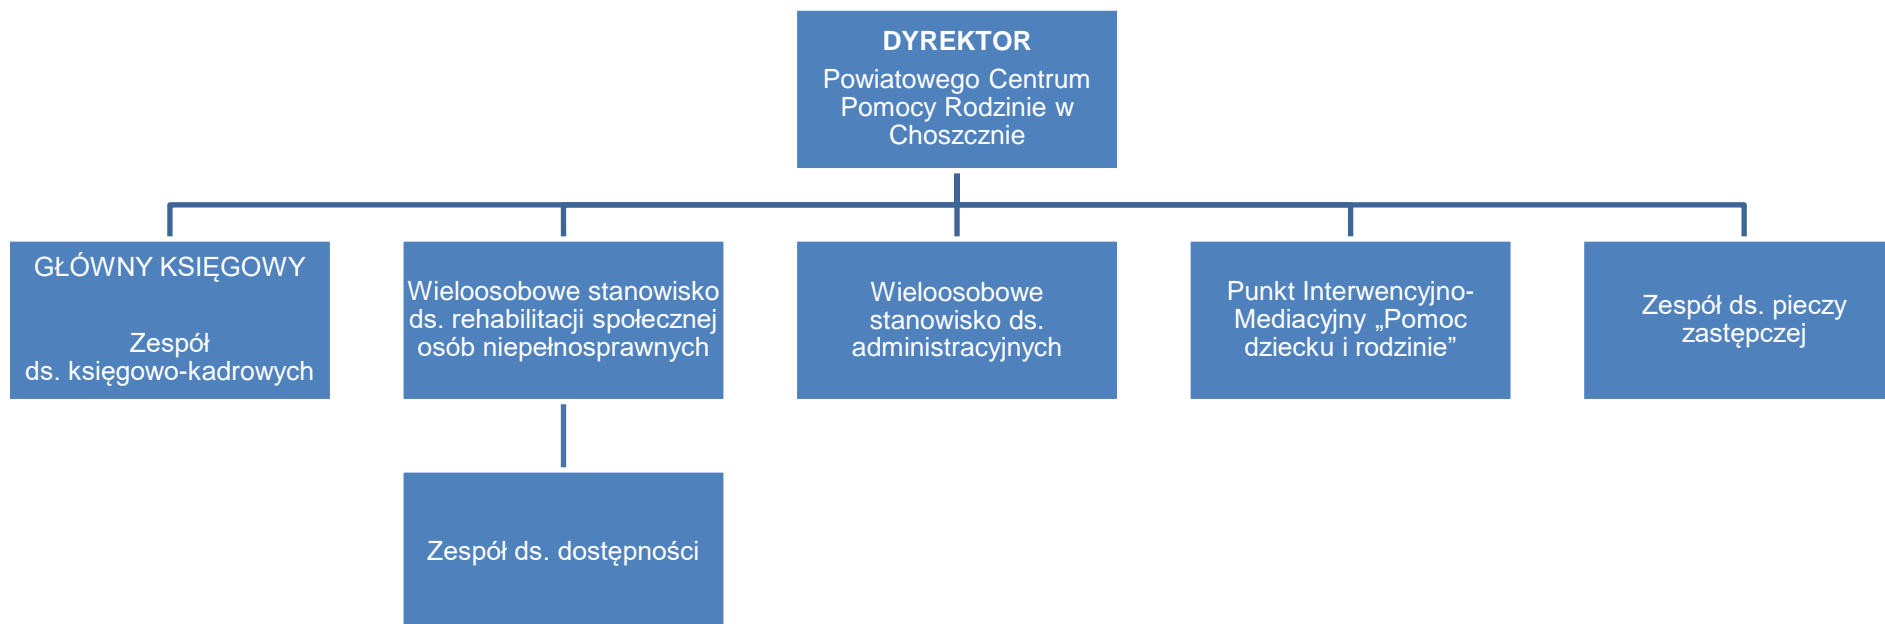 DYREKTOR
Powiatowego Centrum
Pomocy Rodzinie w
Choszcznie
GŁÓWNY KSIĘGOWY
Zespół
ds. księgowo-kadrowych
Wieloosobowe stanowisko
ds. rehabilitacji społecznej
osób niepełnosprawnych
Wieloosobowe
stanowisko ds.
administracyjnych
Punkt Interwencyjno-
Mediacyjny „Pomoc
dziecku i rodzinie”
Zespół ds. pieczy
zastępczej
Zespół ds. dostępności